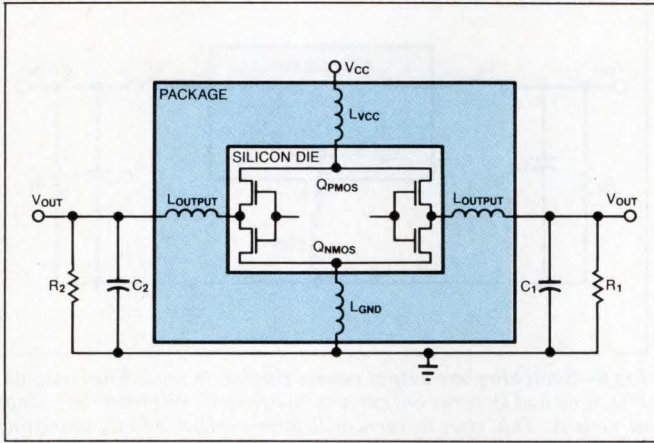 VCC
PACKAGE
LVCC
SILICON DIE
VOUT
LOUTPUT
QPMOS
LOUTPUT
VOUT
QNMOS
R2
C2
LGND
C1
R1